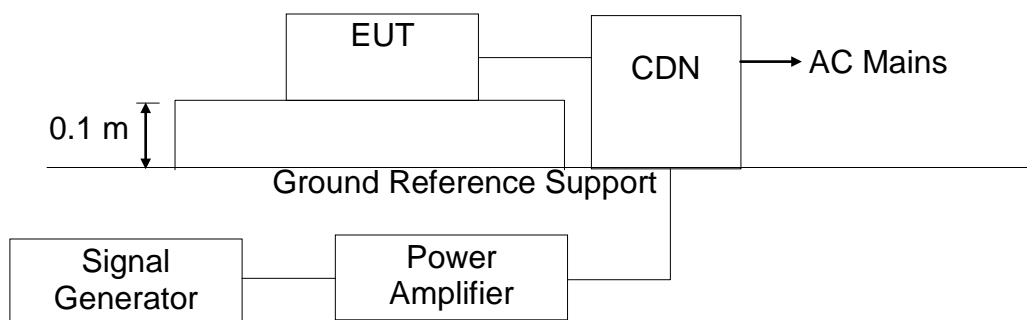 EUT
CDN
AC Mains
0.1 m
Ground Reference Support
Signal
Generator
Power
Amplifier